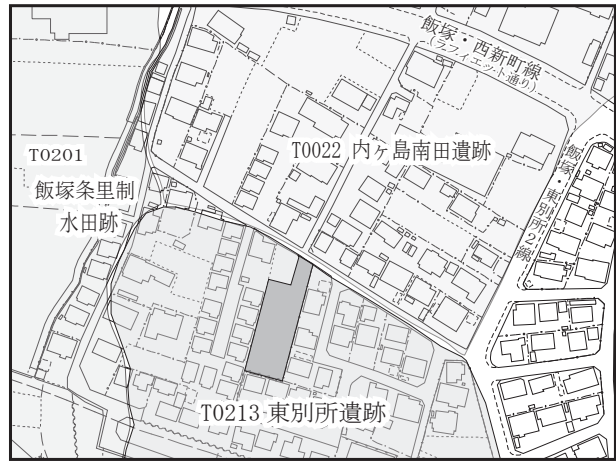 飯塚・西新町線
(ラフィエット通り)
T0022 内ヶ島南田遺跡
T0201
飯塚条里制
水田跡
飯塚・東別所2線
T0213 東別所遺跡